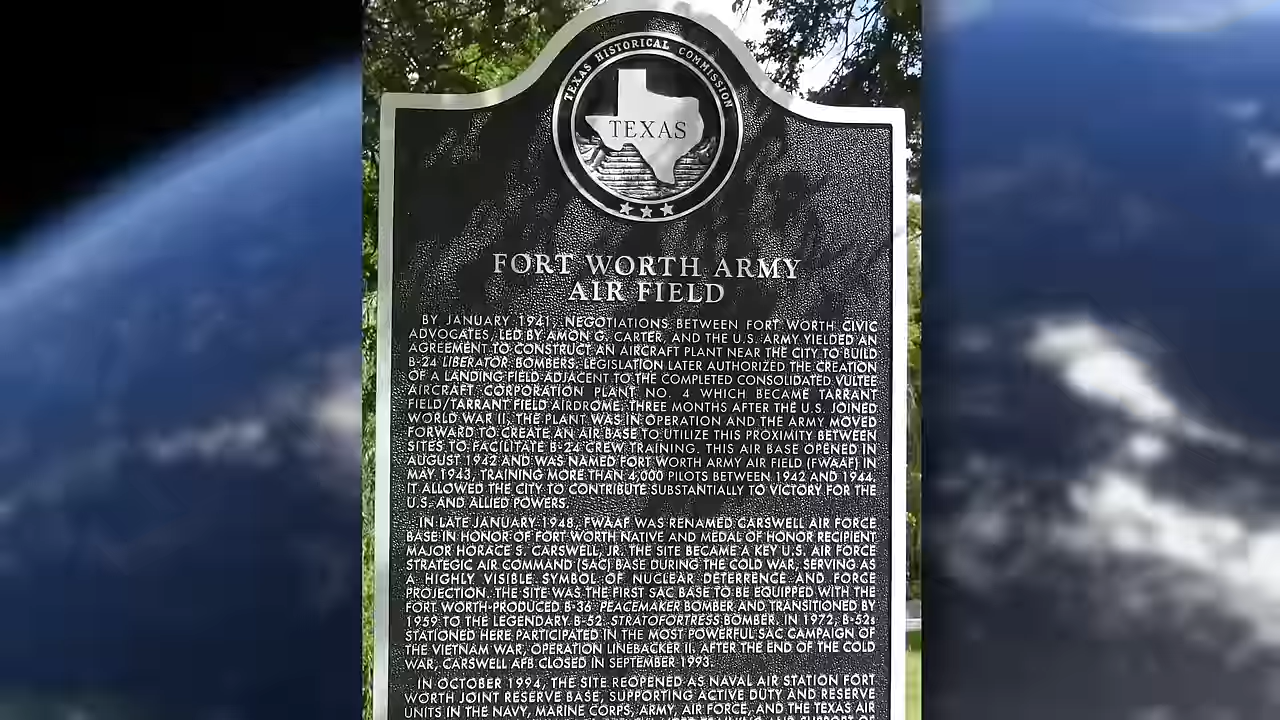 TEXAS HISTORICAL COMMISSION
TEXAS
FORT WORTH ARMY
AIR FIELD
BY JANUARY 1941, NEGOTIATIONS BETWEEN FORT WORTH CIVIC
ADVOCATES, LED BY AMON G. CARTER, AND THE U.S. ARMY YIELDED AN
AGREEMENT TO CONSTRUCT AN AIRCRAFT PLANT NEAR THE CITY TO BUILD
B-24 LIBERATOR BOMBERS. LEGISLATION LATER AUTHORIZED THE CREATION
OF A LANDING FIELD ADJACENT TO THE COMPLETED CONSOLIDATED VULTEE
AIRCRAFT CORPORATION PLANT NO. 4 WHICH BECAME TARRANT
FIELD/TARRANT FIELD AIRDROME. THREE MONTHS AFTER THE U.S. JOINED
WORLD WAR II, THE PLANT WAS IN OPERATION AND THE ARMY MOVED
FORWARD TO CREATE AN AIR BASE TO UTILIZE THIS PROXIMITY BETWEEN
SITES TO FACILITATE B-24 CREW TRAINING. THIS AIR BASE OPENED IN
AUGUST 1942 AND WAS NAMED FORT WORTH ARMY AIR FIELD (FWAAF) IN
MAY 1943, TRAINING MORE THAN 4,000 PILOTS BETWEEN 1942 AND 1944.
IT ALLOWED THE CITY TO CONTRIBUTE SUBSTANTIALLY TO VICTORY FOR THE
U.S. AND ALLIED POWERS.
IN LATE JANUARY 1948, FWAAF WAS RENAMED CARSWELL AIR FORCE
BASE IN HONOR OF FORT WORTH NATIVE AND MEDAL OF HONOR RECIPIENT
MAJOR HORACE S. CARSWELL, JR. THE SITE BECAME A KEY U.S. AIR FORCE
STRATEGIC AIR COMMAND (SAC) BASE DURING THE COLD WAR, SERVING AS
A HIGHLY VISIBLE SYMBOL OF NUCLEAR DETERRENCE AND FORCE
PROJECTION. THE SITE WAS THE FIRST SAC BASE TO BE EQUIPPED WITH THE
FORT WORTH-PRODUCED B-36 PEACEMAKER BOMBER AND TRANSITIONED BY
1959 TO THE LEGENDARY B-52 STRATOFORTRESS BOMBER. IN 1972, B-52s
STATIONED HERE PARTICIPATED IN THE MOST POWERFUL SAC CAMPAIGN OF
THE VIETNAM WAR, OPERATION LINEBACKER II. AFTER THE END OF THE COLD
WAR, CARSWELL AFB CLOSED IN SEPTEMBER 1993.
IN OCTOBER 1994, THE SITE REOPENED AS NAVAL AIR STATION FORT
WORTH JOINT RESERVE BASE, SUPPORTING ACTIVE DUTY AND RESERVE
UNITS IN THE NAVY, MARINE CORPS, ARMY, AIR FORCE, AND THE TEXAS AIR